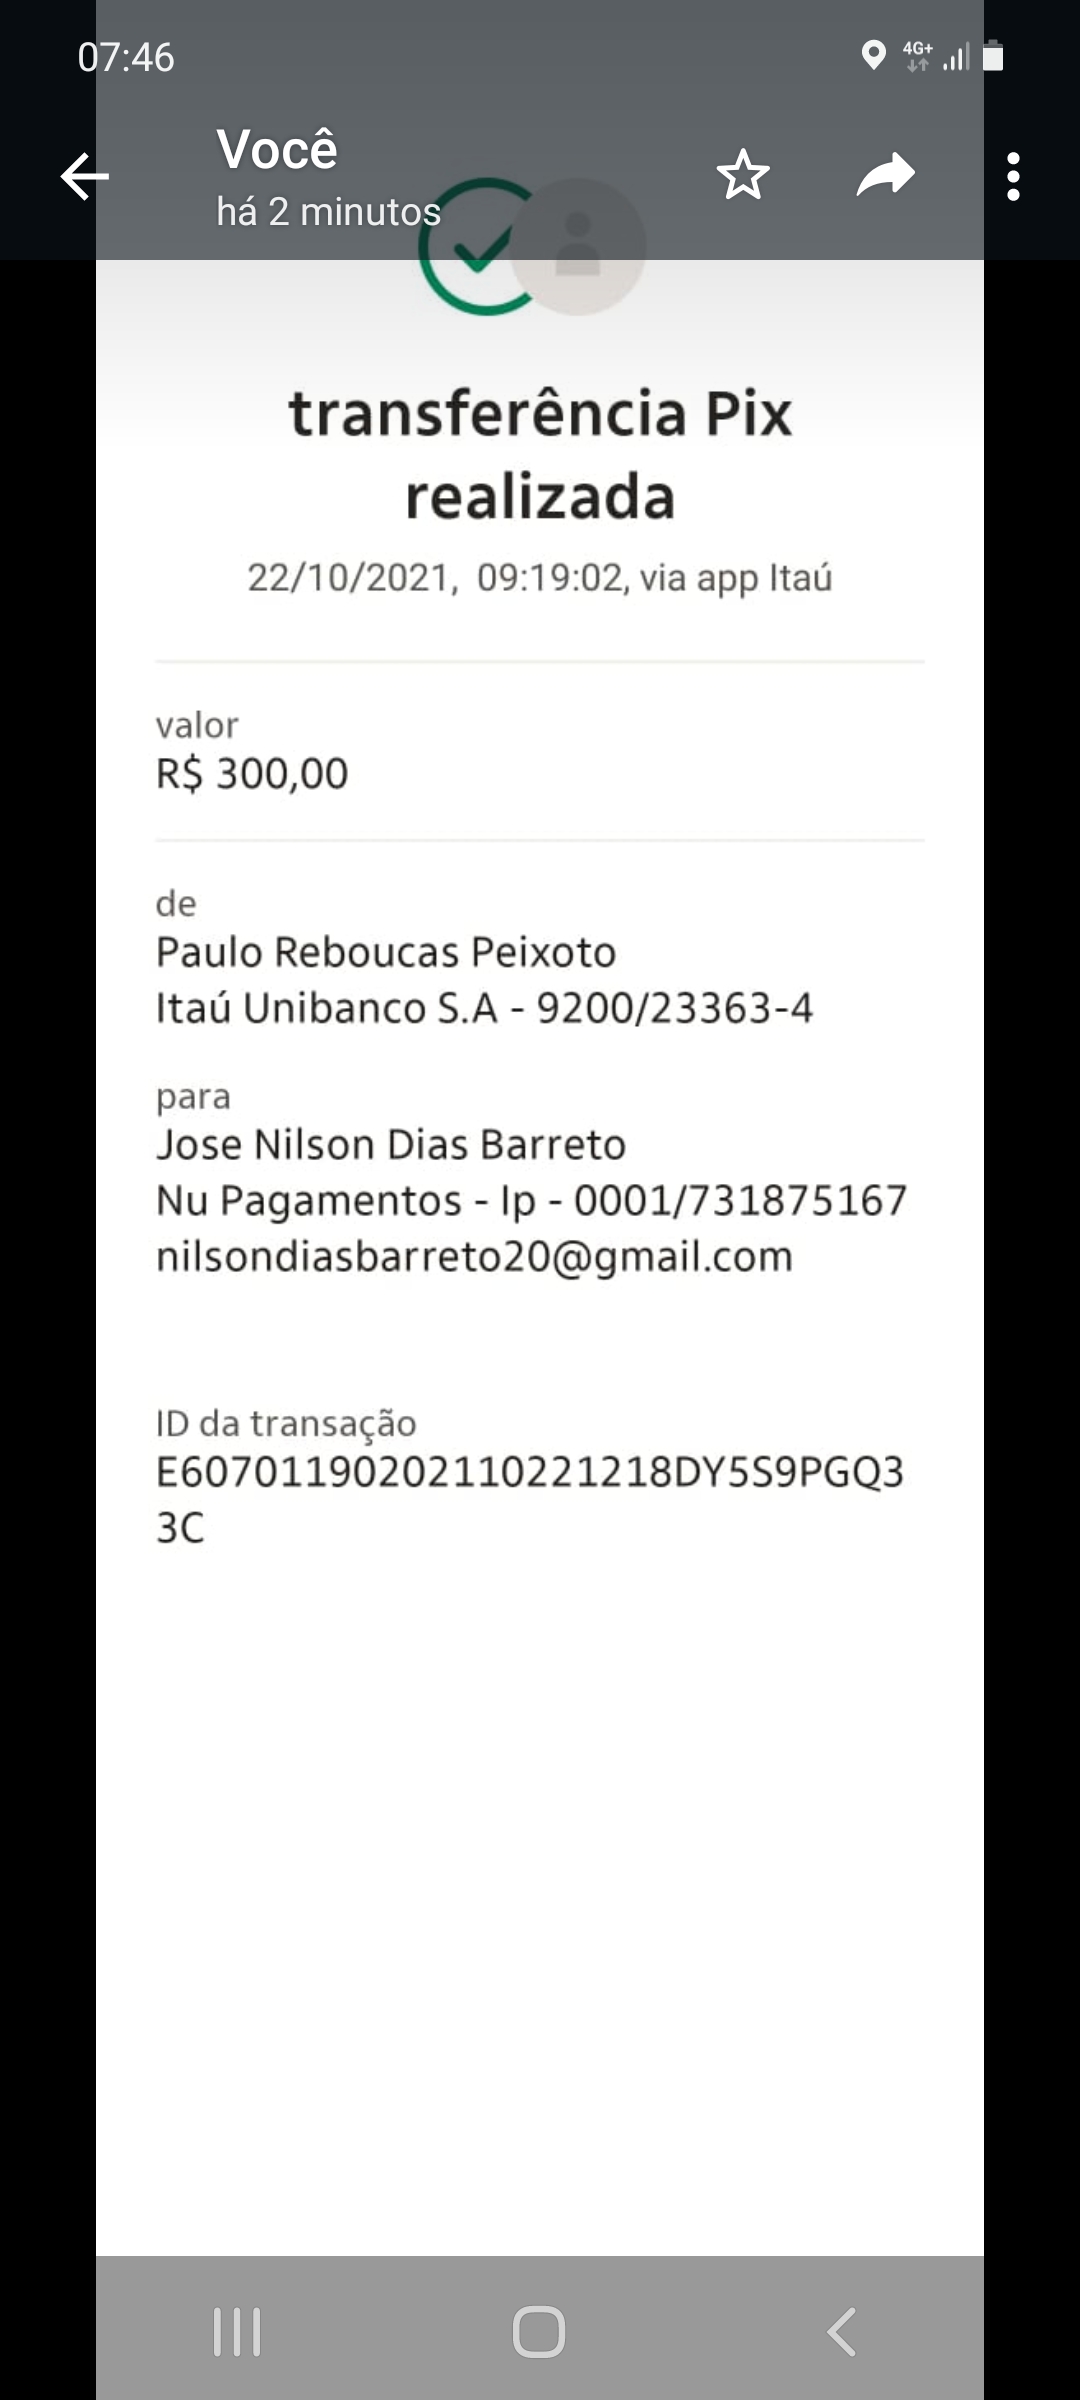 07:46
4G+
Você
há 2 minutos
transferência Pix
realizada
22/10/2021, 09:19:02, via app Itaú
valor
R$ 300,00
de
Paulo Reboucas Peixoto
Itaú Unibanco S.A - 9200/23363-4
para
Jose Nilson Dias Barreto
Nu Pagamentos - Ip - 0001/731875167
nilsondiasbarreto20@gmail.com
ID da transação
E60701190202110221218DY5S9PGQ3
3C